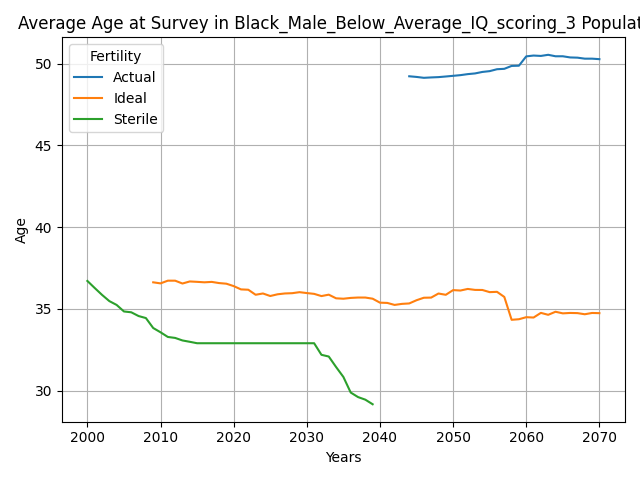 Average Age at Survey in Black_Male_Below_Average_IQ_scoring_3 Populat
Fertility
Actual
Ideal
Sterile
50
45
40
35
30
Age
2000 2010 2020 2030 2040 2050 2060 2070
Years